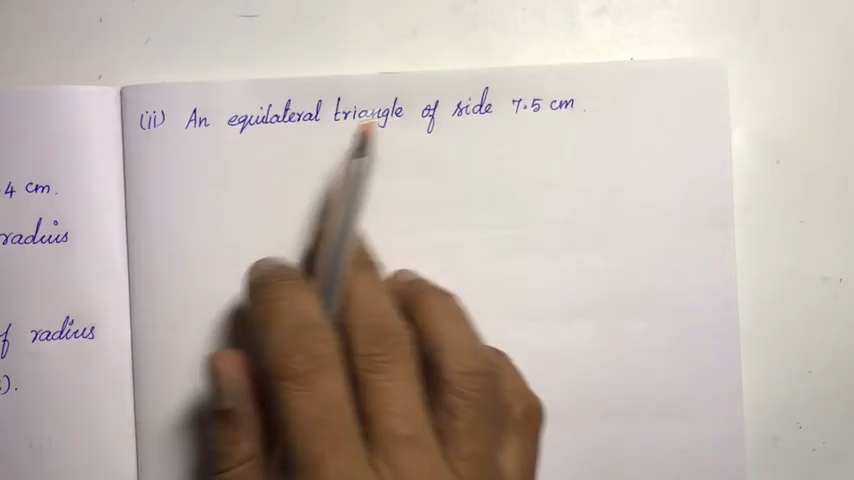 (ii) An equilateral triangle of side 7.5 cm
4 cm.
radius
f radius
).